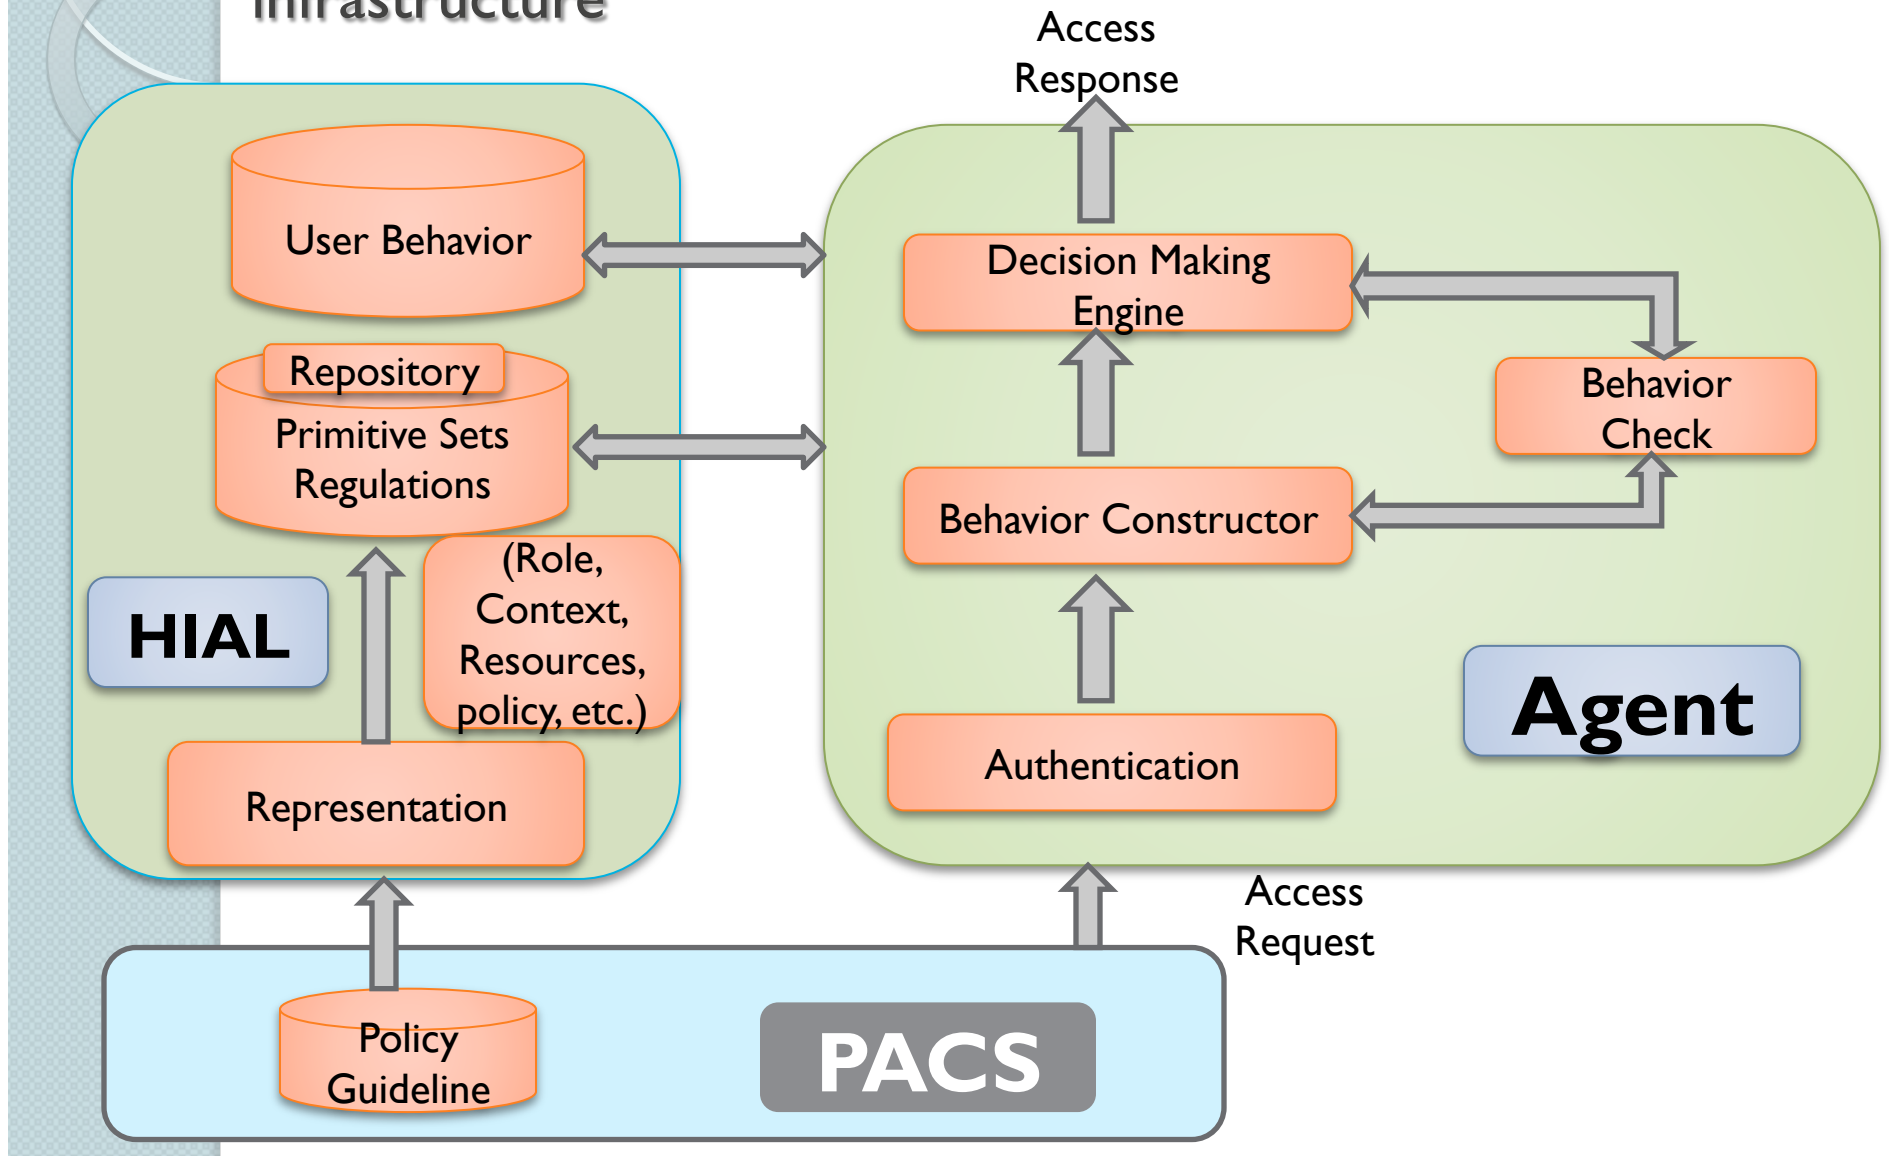 infrastructure
Access
Response
User Behavior
Repository
Primitive Sets
Regulations
(Role,
Context,
Resources,
policy, etc.)
HIAL
Representation
Decision Making
Engine
Behavior
Check
Behavior Constructor
Authentication
Agent
Access
Request
Policy
Guideline
PACS